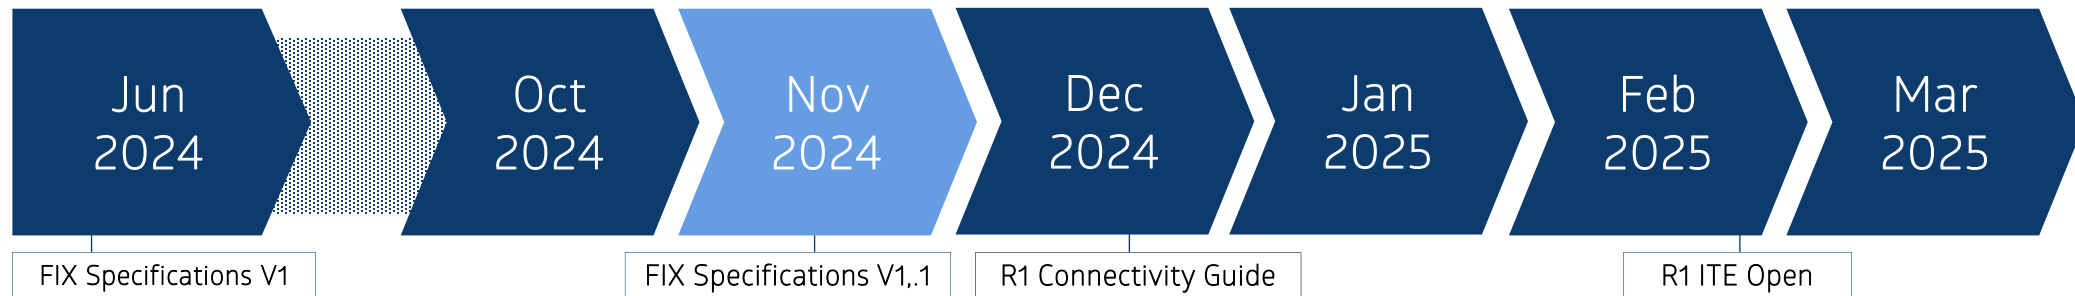 Jun
2024
Oct
2024
Nov
2024
Dec
2024
Jan
2025
Feb
2025
Mar
2025
FIX Specifications V1
FIX Specifications V1,.1
R1 Connectivity Guide
R1 ITE Open